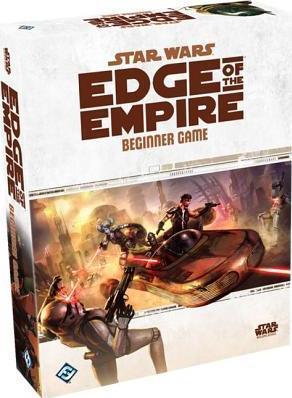 STAR WARS
EDGE OF THE
EMPIRE
BEGINNER GAME
EDGE OF THE
EMPIRE
BEGINNER GAME
STAR WARS